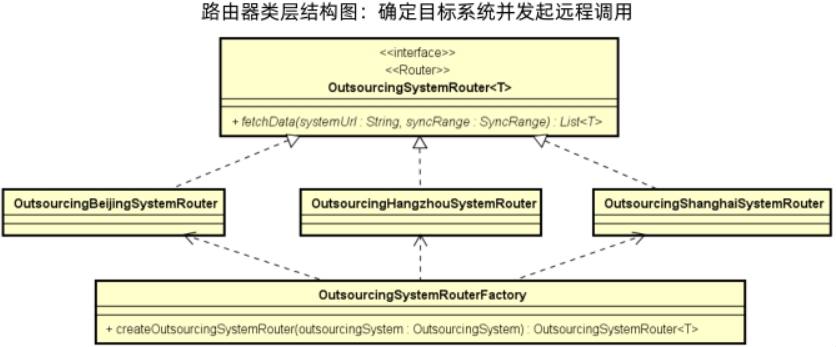 路由器类层结构图：确定目标系统并发起远程调用
<<interface>>
<<Router>>
OutsourcingSystemRouter<T>
+ fetchData(systemUrl : String, syncRange : SyncRange) : List<T>
OutsourcingBeijingSystemRouter
OutsourcingHangzhouSystemRouter
OutsourcingShanghaiSystemRouter
OutsourcingSystemRouterFactory
+ createOutsourcingSystemRouter(outsourcingSystem : OutsourcingSystem) : OutsourcingSystemRouter<T>